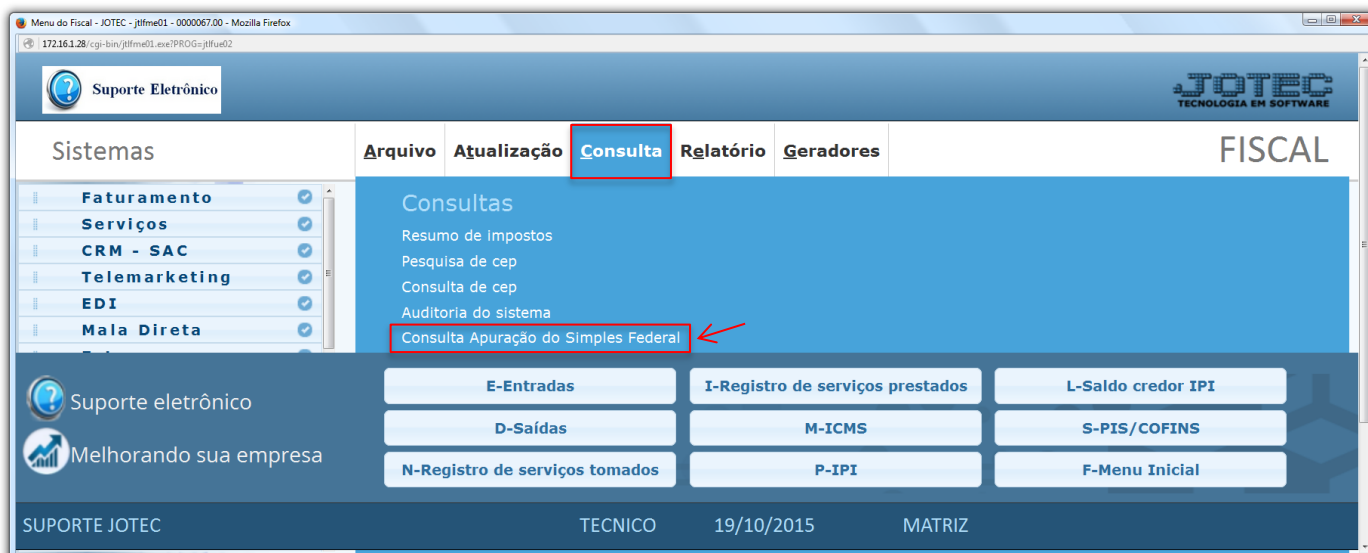 Menu do Fiscal - JOTEC - jtlfme01 - 0000067.00 - Mozilla Firefox
172.16.1.28/cgi-bin/jtlfme01.exe?PROG=jtlfue02
Suporte Eletrônico
JOTEC
TECNOLOGIA EM SOFTWARE
Sistemas
Arquivo Atualização Consulta Relatório Geradores
FISCAL
Faturamento
Serviços
CRM - SAC
Telemarketing
EDI
Mala Direta
Consultas
Resumo de impostos
Pesquisa de cep
Consulta de cep
Auditoria do sistema
Consulta Apuração do Simples Federal
Suporte eletrônico
Melhorando sua empresa
E-Entradas I-Registro de serviços prestados L-Saldo credor IPI
D-Saídas M-ICMS S-PIS/COFINS
N-Registro de serviços tomados P-IPI F-Menu Inicial
SUPORTE JOTEC TECNICO 19/10/2015 MATRIZ